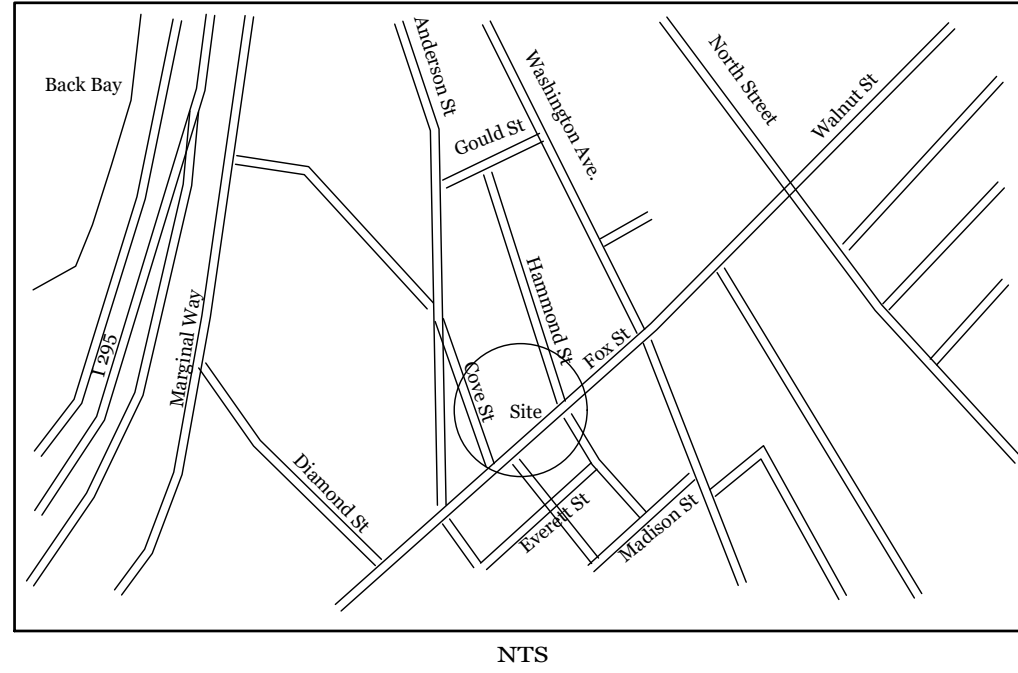 Back Bay
Anderson St
Washington Ave.
North Street
Walnut St
Gould St
Hammond St
I 295
Marginal Way
Cove St
Fox St
Site
Diamond St
Everett St
Madison St
NTS